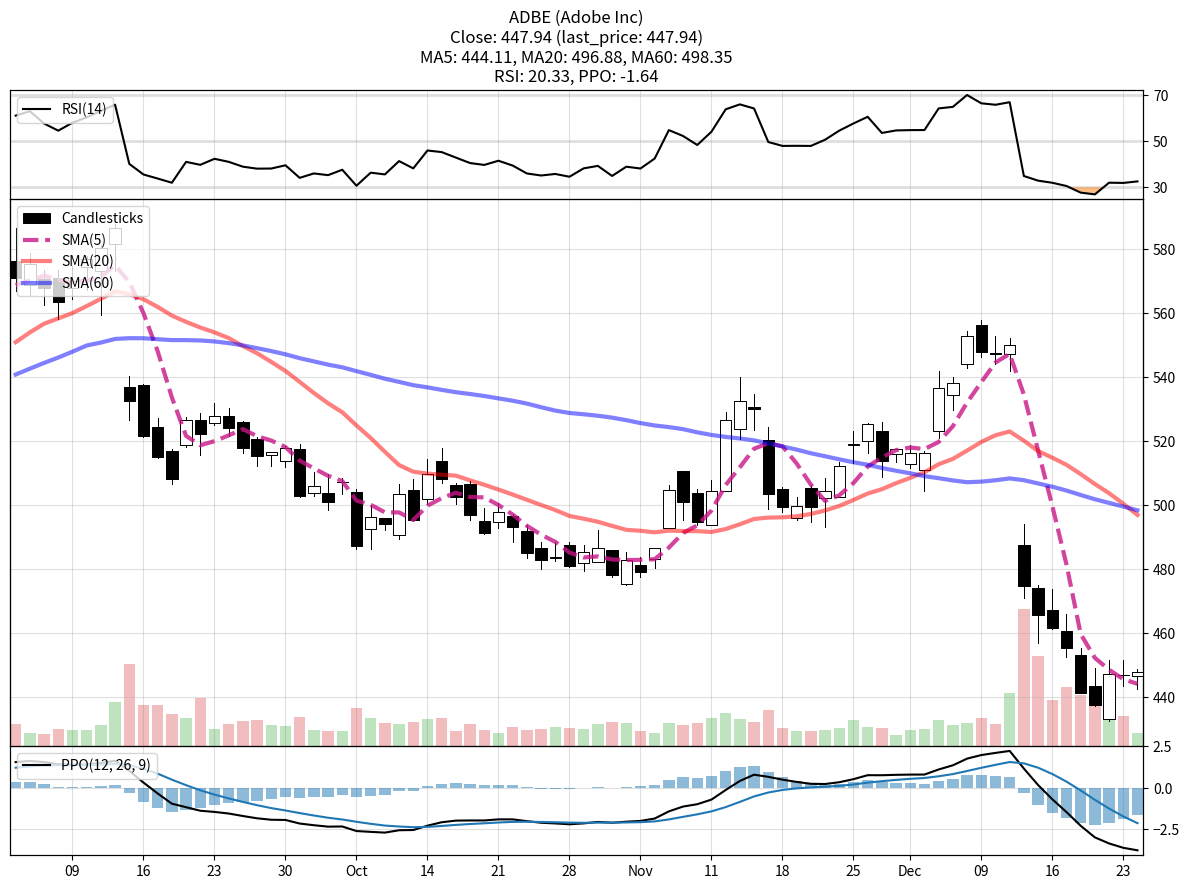 ADBE (Adobe Inc)
Close: 447.94 (last_price: 447.94)
MA5: 444.11, MA20: 496.88, MA60: 498.35
RSI: 20.33, PPO: -1.64
RSI(14)
70
50
30
Candlesticks
SMA(5)
SMA(20)
SMA(60)
580
560
540
520
500
480
460
440
PPO(12, 26, 9)
2.5
0.0
−2.5
09 16 23 30 Oct 14 21 28 Nov 11 18 25 Dec 09 16 23